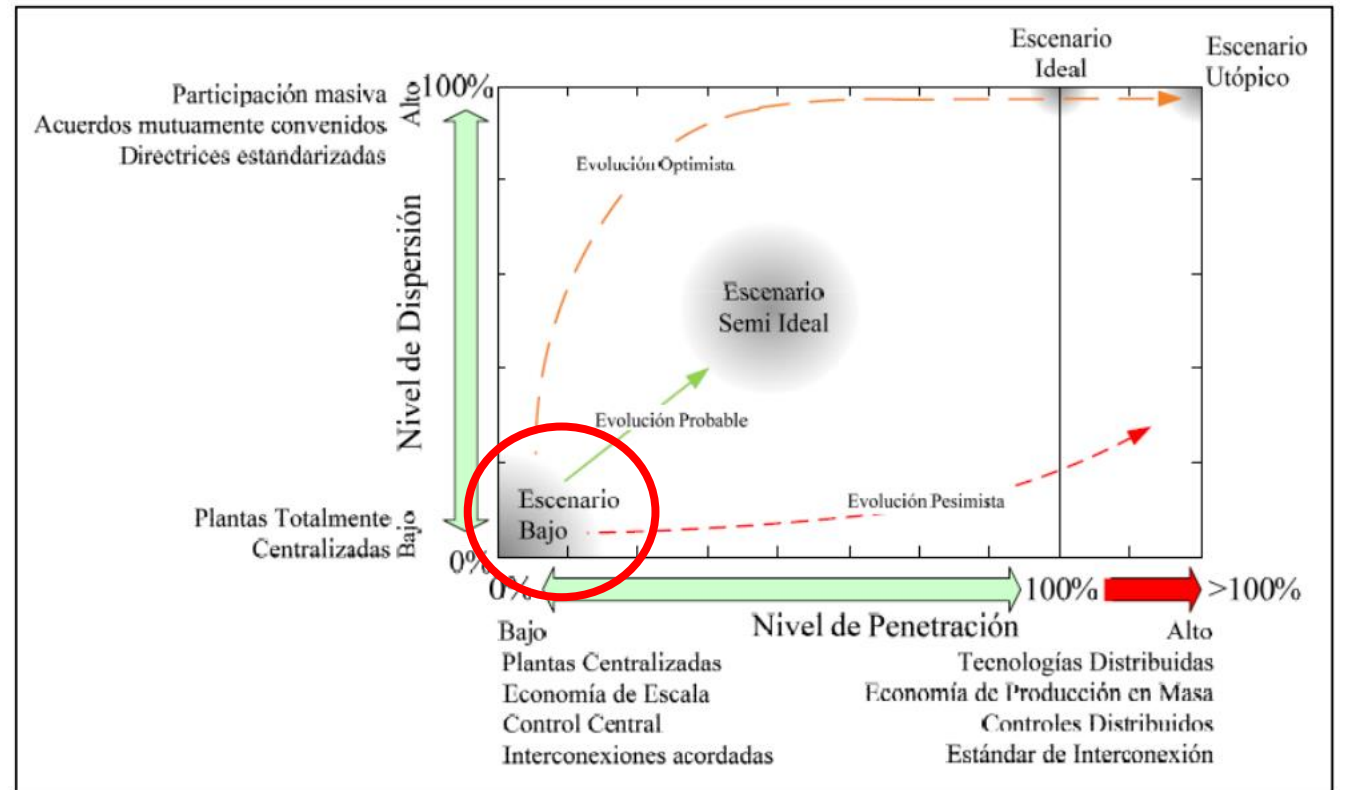 Escenario
Ideal
Escenario
Utópico
Participación masiva
Acuerdos mutuamente convenidos
Directrices estandarizadas
Alto
100%
Evolución Optimista
Nivel de Dispersión
Escenario
Semi Ideal
Evolución Probable
Escenario
Bajo
Evolución Pesimista
Plantas Totalmente
Centralizadas
Bajo
0%
0%
100%
>100%
Nivel de Penetración
Bajo
Plantas Centralizadas
Economía de Escala
Control Central
Interconexiones acordadas
Alto
Tecnologías Distribuidas
Economía de Producción en Masa
Controles Distribuidos
Estándar de Interconexión